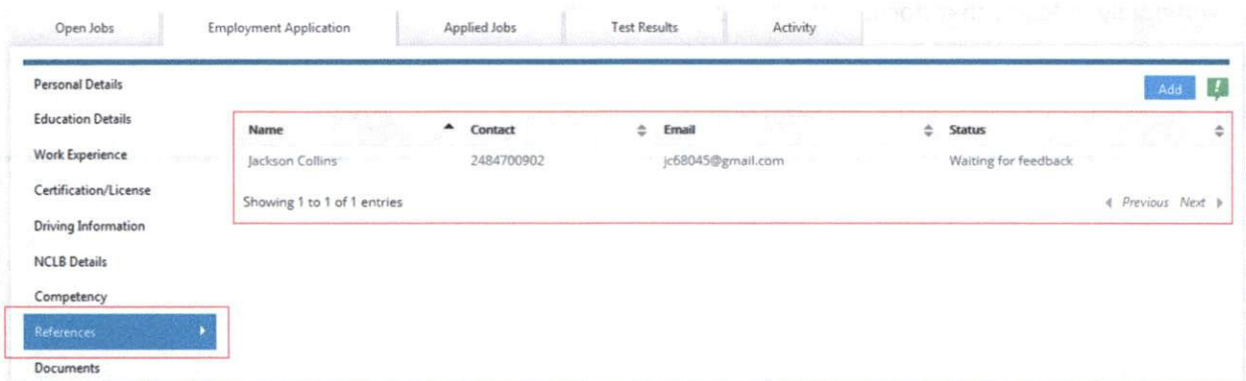 Open Jobs Employment Application Applied Jobs Test Results Activity
Personal Details
Add !
Education Details
Name Contact Email Status
Work Experience
Jackson Collins 2484700902 jc68045@gmail.com Waiting for feedback
Certification/License
Showing 1 to 1 of 1 entries Previous Next
Driving Information
NCLB Details
Competency
References
Documents